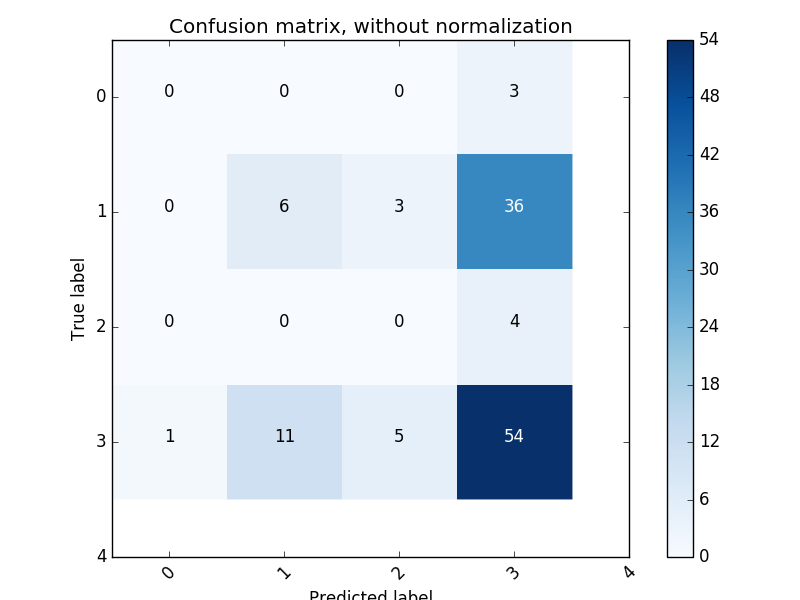 Confusion matrix, without normalization
0 0 0 0 3
1 0 6 3 36
2 0 0 0 4
3 1 11 5 54
4
0 1 2 3 4
True label
Predicted label
54
48
42
36
30
24
18
12
6
0